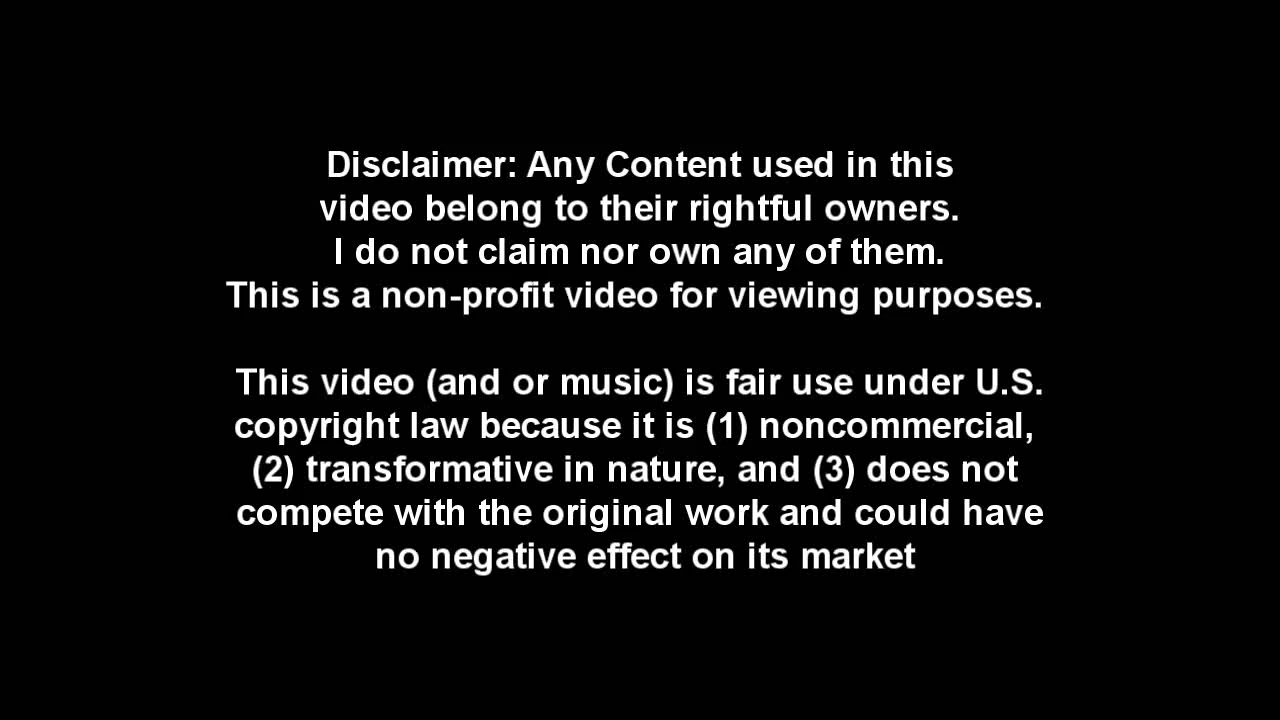 Disclaimer: Any Content used in this
video belong to their rightful owners.
I do not claim nor own any of them.
This is a non-profit video for viewing purposes.
This video (and or music) is fair use under U.S.
copyright law because it is (1) noncommercial,
(2) transformative in nature, and (3) does not
compete with the original work and could have
no negative effect on its market